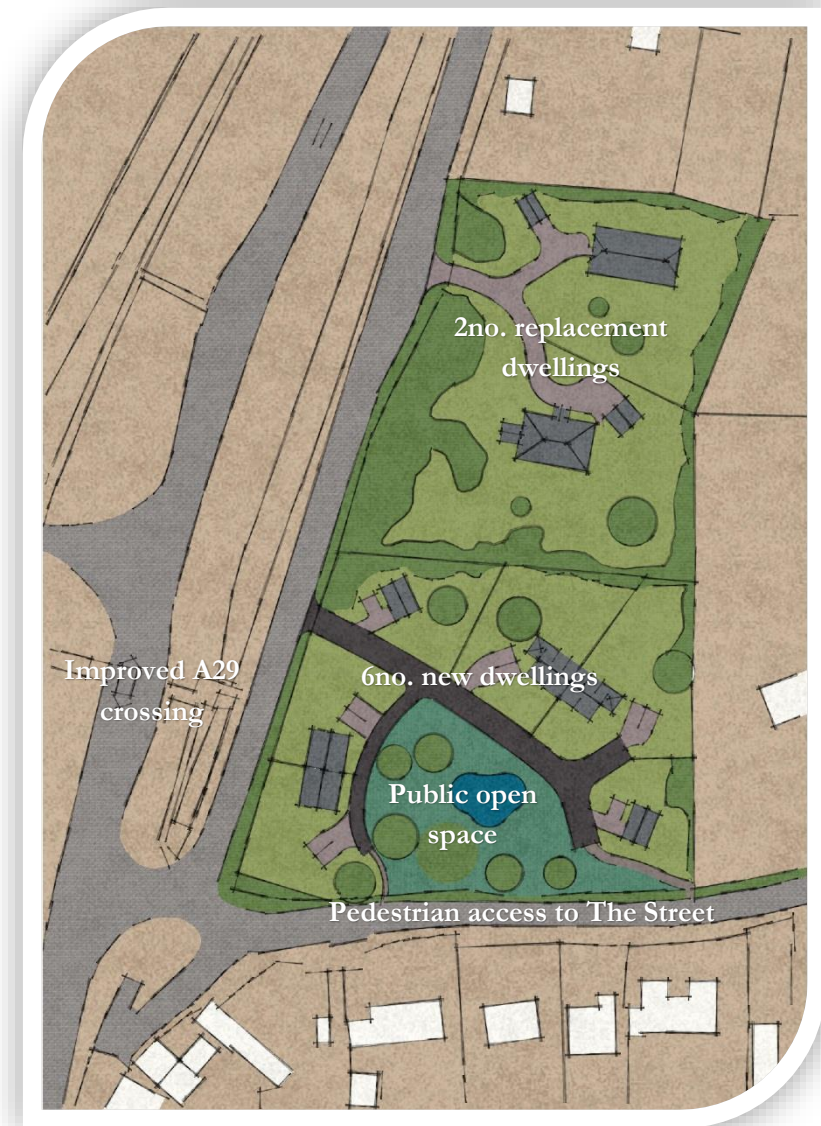 2no. replacement
dwellings
Improved A29
crossing
6no. new dwellings
Public open
space
Pedestrian access to The Street